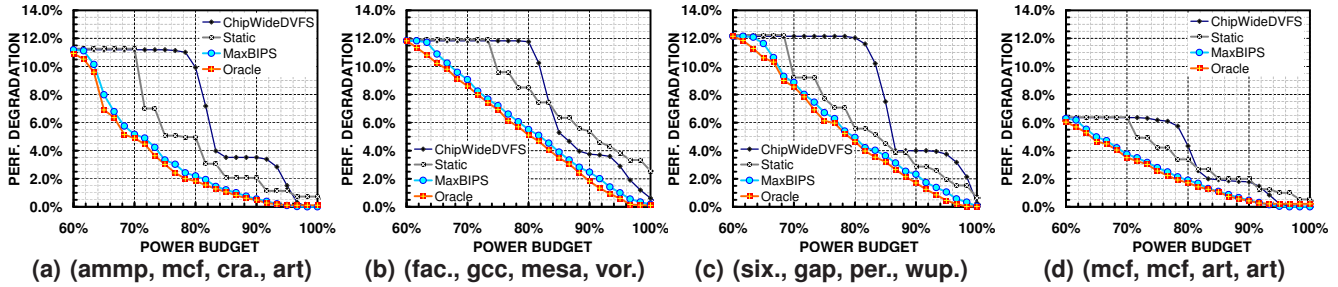 14.0%
12.0%
10.0%
8.0%
6.0%
4.0%
2.0%
0.0%
PERF. DEGRADATION
60% 70% 80% 90% 100%
POWER BUDGET
ChipWideDVFS
Static
MaxBIPS
Oracle
(a) (ammp, mcf, cra., art)
14.0%
12.0%
10.0%
8.0%
6.0%
4.0%
2.0%
0.0%
PERF. DEGRADATION
60% 70% 80% 90% 100%
POWER BUDGET
ChipWideDVFS
Static
MaxBIPS
Oracle
(b) (fac., gcc, mesa, vor.)
14.0%
12.0%
10.0%
8.0%
6.0%
4.0%
2.0%
0.0%
PERF. DEGRADATION
60% 70% 80% 90% 100%
POWER BUDGET
ChipWideDVFS
Static
MaxBIPS
Oracle
(c) (six., gap, per., wup.)
14.0%
12.0%
10.0%
8.0%
6.0%
4.0%
2.0%
0.0%
PERF. DEGRADATION
60% 70% 80% 90% 100%
POWER BUDGET
ChipWideDVFS
Static
MaxBIPS
Oracle
(d) (mcf, mcf, art, art)